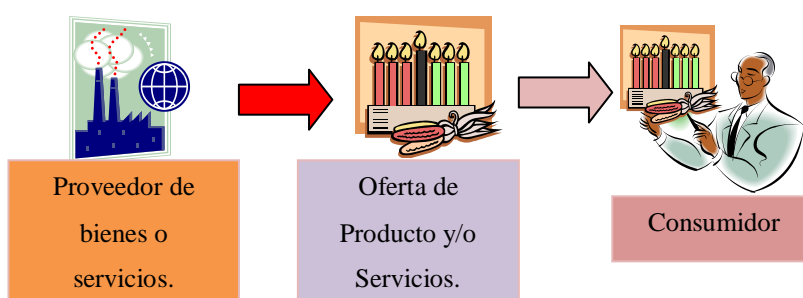 Proveedor de
bienes o
servicios.
Oferta de
Producto y/o
Servicios.
Consumidor